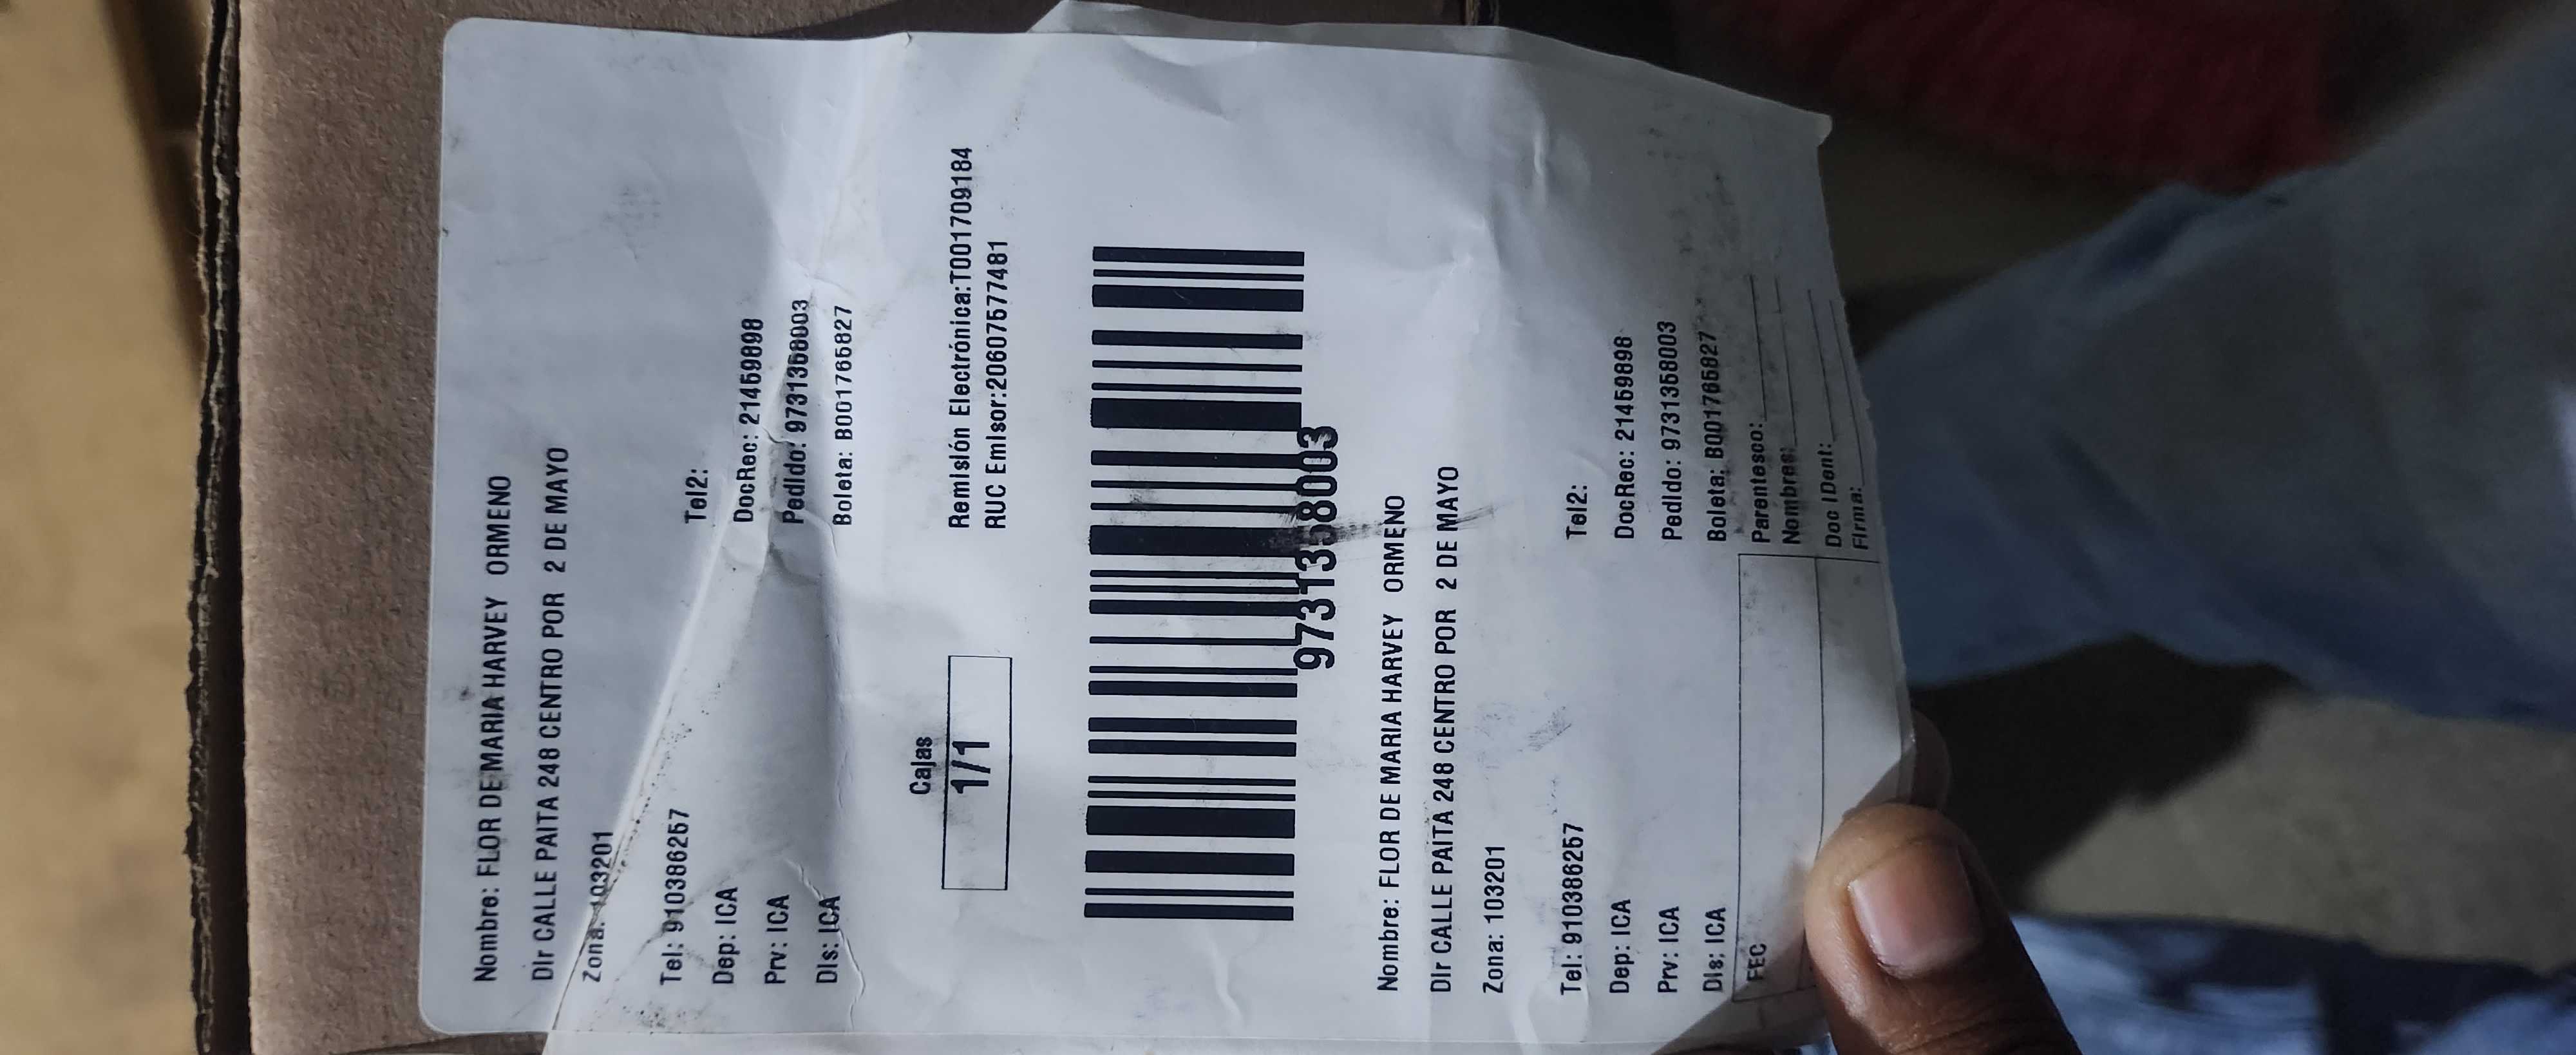 Nombre: FLOR DE MARIA HARVEY ORMENO
Dir CALLE PAITA 248 CENTRO POR 2 DE MAYO
Zona: 103201
Tel: 910386257 Tel2:
Dep: ICA DocRec: 21459898
Prv: ICA Pedido: 9731358003
Dis: ICA Boleta: B001765827
Cajas
1/1
Remisión Electrónica:T001709184
RUC Emisor:20607577481
9731358003
Nombre: FLOR DE MARIA HARVEY ORMENO
Dir CALLE PAITA 248 CENTRO POR 2 DE MAYO
Zona: 103201
Tel: 910386257 Tel2:
Dep: ICA DocRec: 21459898
Prv: ICA Pedido: 9731358003
Dis: ICA Boleta: B001765827
FEC Parentesco:
Nombres:
Doc IDent:
Firma: